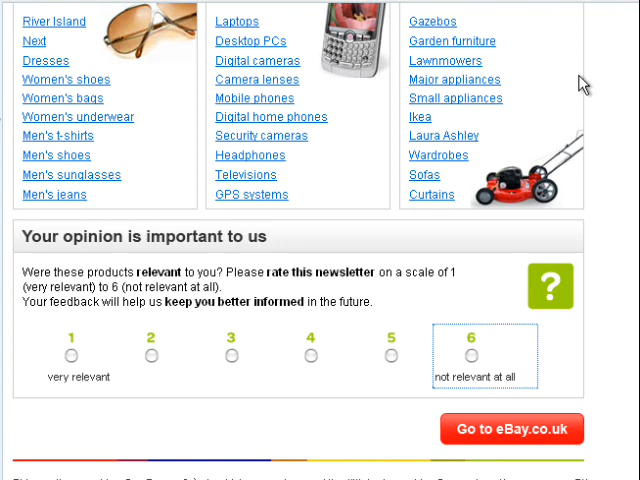 River Island
Next
Dresses
Women's shoes
Women's bags
Women's underwear
Men's t-shirts
Men's shoes
Men's sunglasses
Men's jeans
Laptops
Desktop PCs
Digital cameras
Camera lenses
Mobile phones
Digital home phones
Security cameras
Headphones
Televisions
GPS systems
Gazebos
Garden furniture
Lawnmowers
Major appliances
Small appliances
Ikea
Laura Ashley
Wardrobes
Sofas
Curtains
Your opinion is important to us
Were these products relevant to you? Please rate this newsletter on a scale of 1
(very relevant) to 6 (not relevant at all).
Your feedback will help us keep you better informed in the future.
?
1 2 3 4 5 6
very relevant not relevant at all
Go to eBay.co.uk